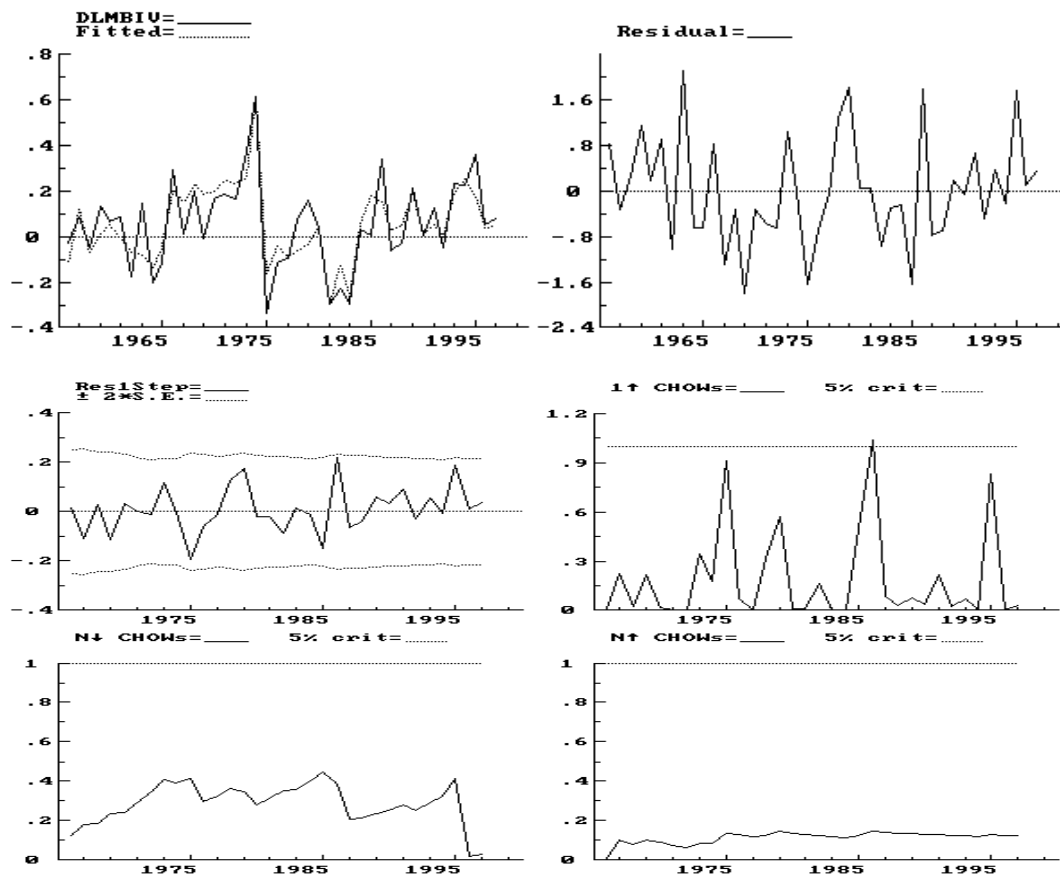 DLMBIV=
Fitted=
.8
.6
.4
.2
0
-.2
-.4
1965 1975 1985 1995
Residual=
1.6
.8
0
-.8
-1.6
-2.4
1965 1975 1985 1995
Res1Step=
± 2*S.E.=
.4
.2
0
-.2
-.4
1975 1985 1995
1↑ CHOWs= 5% crit=
1.2
.9
.6
.3
0
1975 1985 1995
N↓ CHOWs= 5% crit=
1
.8
.6
.4
.2
0
1975 1985 1995
N↑ CHOWs= 5% crit=
1
.8
.6
.4
.2
0
1975 1985 1995